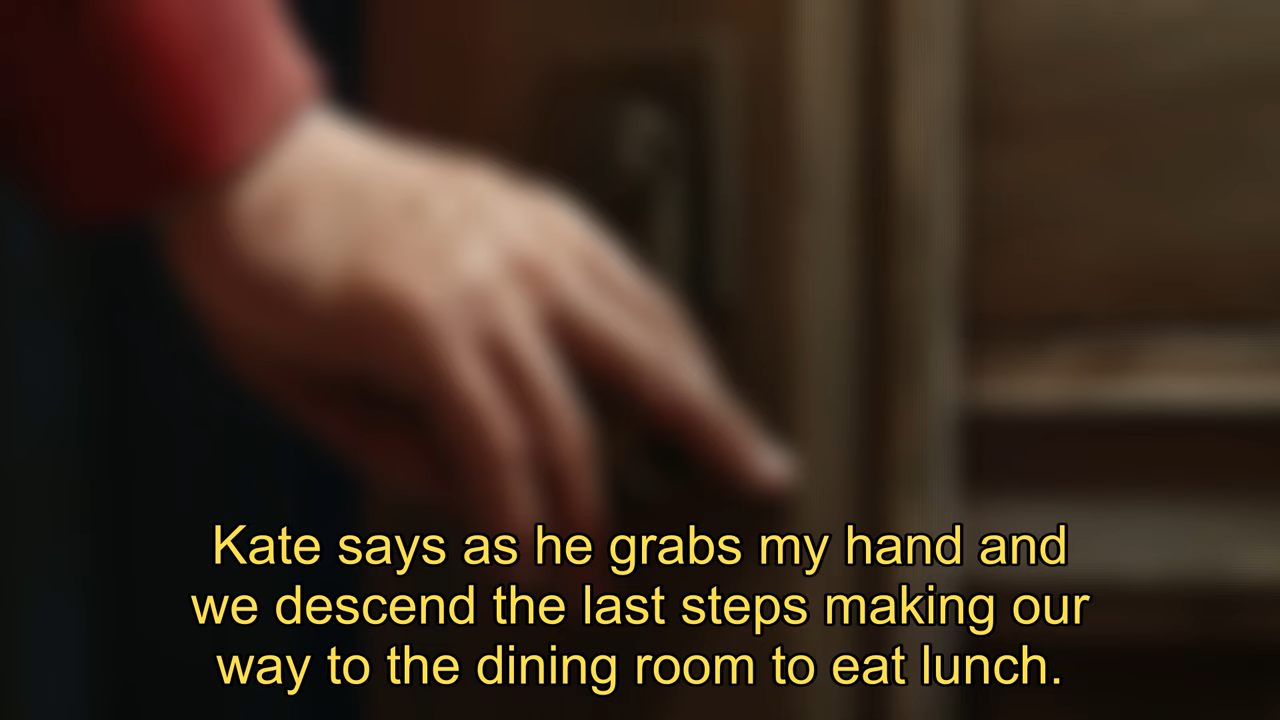 Kate says as he grabs my hand and
we descend the last steps making our
way to the dining room to eat lunch.